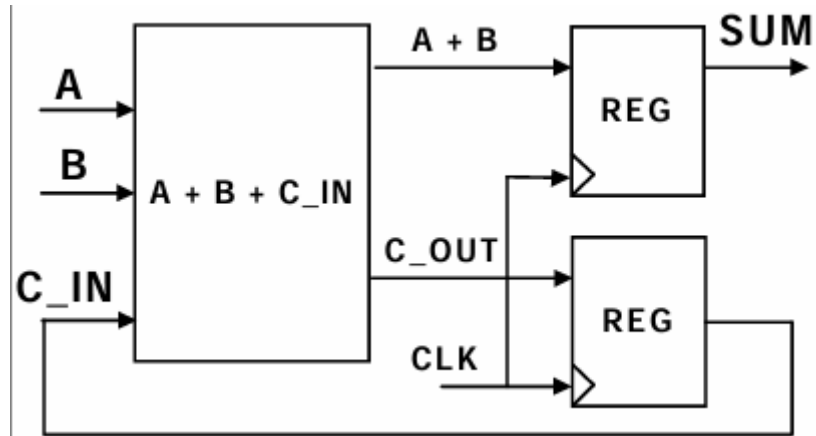 SUM
A + B
A
REG
B
A + B + C_IN
C_OUT
C_IN
REG
CLK